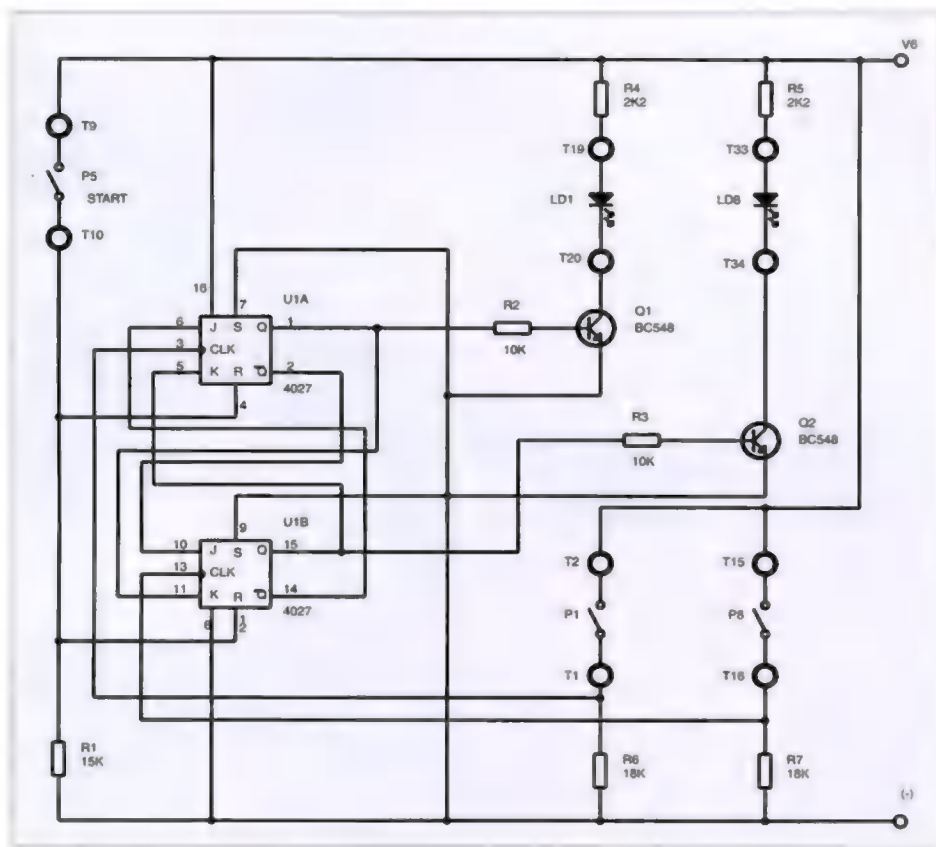 V6
R4
2K2
R5
2K2
T9
T19
T33
P5
START
LD1
LD8
T10
T20
T34
16
7
U1A
R2
Q1
BC548
6
J
S
Q
1
3
CLK
10K
5
K
R
Q
2
4027
4
R3
Q2
BC548
10K
9
U1B
10
J
S
Q
15
13
CLK
T2
T15
11
K
R
Q
14
4027
8
1
2
P1
P8
T1
T16
R1
15K
R6
18K
R7
18K
(-)